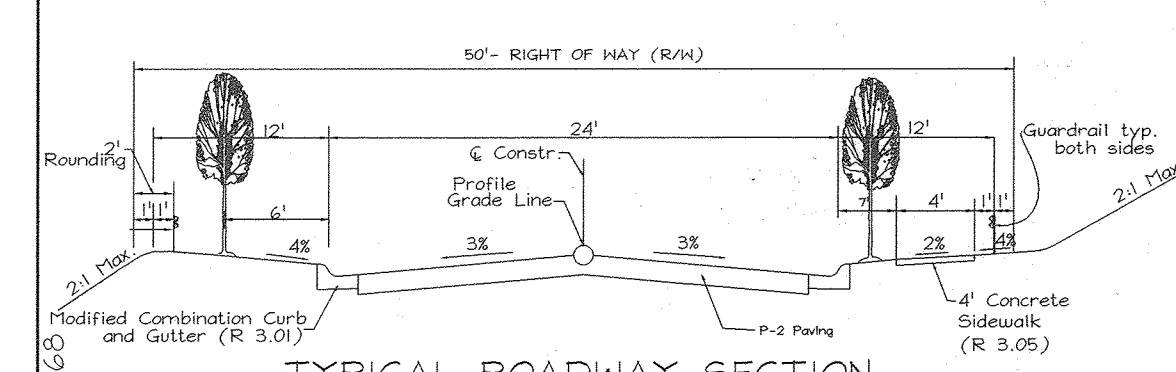 50'- RIGHT OF WAY (R/W)
12'
24'
12'
2'
Rounding
℄ Constr.
Guardrail typ.
both sides
Profile
Grade Line
1'
1'
6'
7'
4'
1'
1'
2:1 Max.
2:1 Max.
4%
3%
3%
2%
4%
Modified Combination Curb
and Gutter (R 3.01)
P-2 Paving
4' Concrete
Sidewalk
(R 3.05)
68
TYPICAL ROADWAY SECTION